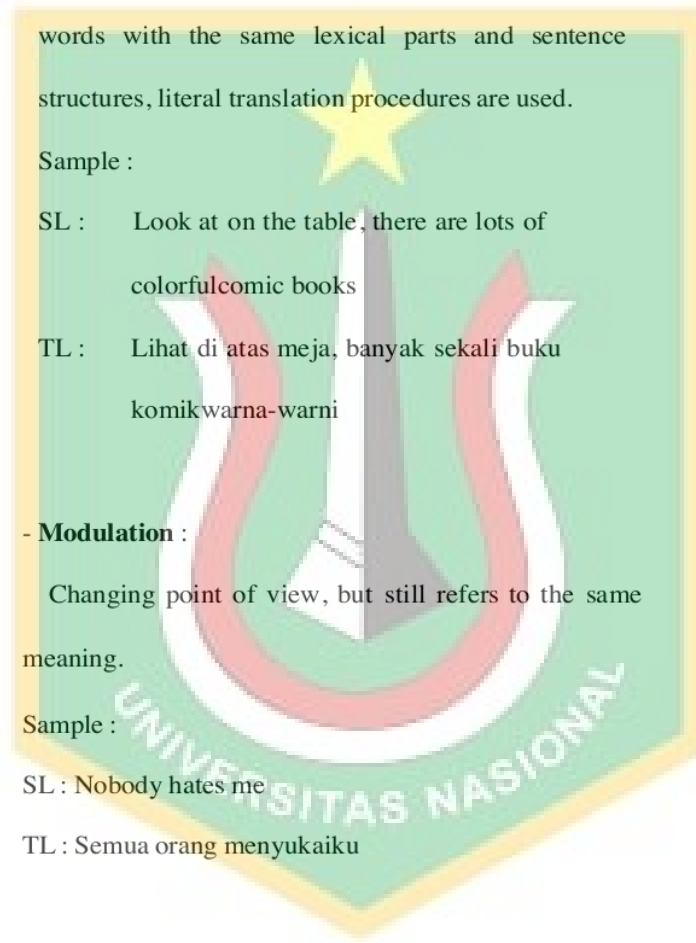 words with the same lexical parts and sentence
structures, literal translation procedures are used.
Sample :
SL : Look at on the table, there are lots of
colorfulcomic books
TL : Lihat di atas meja, banyak sekali buku
komikwarna-warni
- Modulation :
Changing point of view, but still refers to the same
meaning.
Sample :
SL : Nobody hates me
TL : Semua orang menyukaiku
UNIVERSITAS NASIONAL